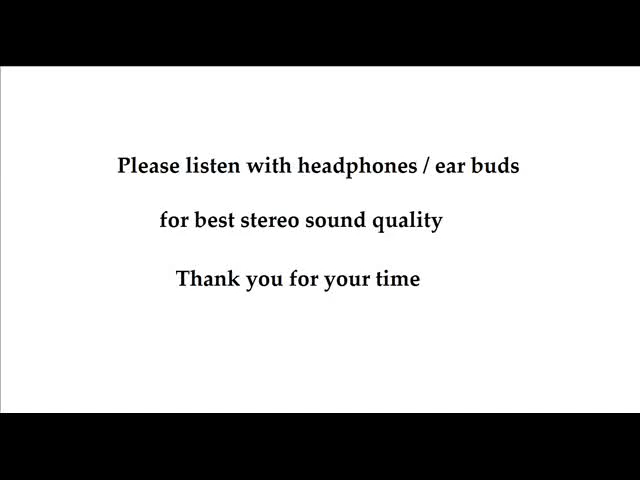 Please listen with headphones / ear buds
for best stereo sound quality
Thank you for your time